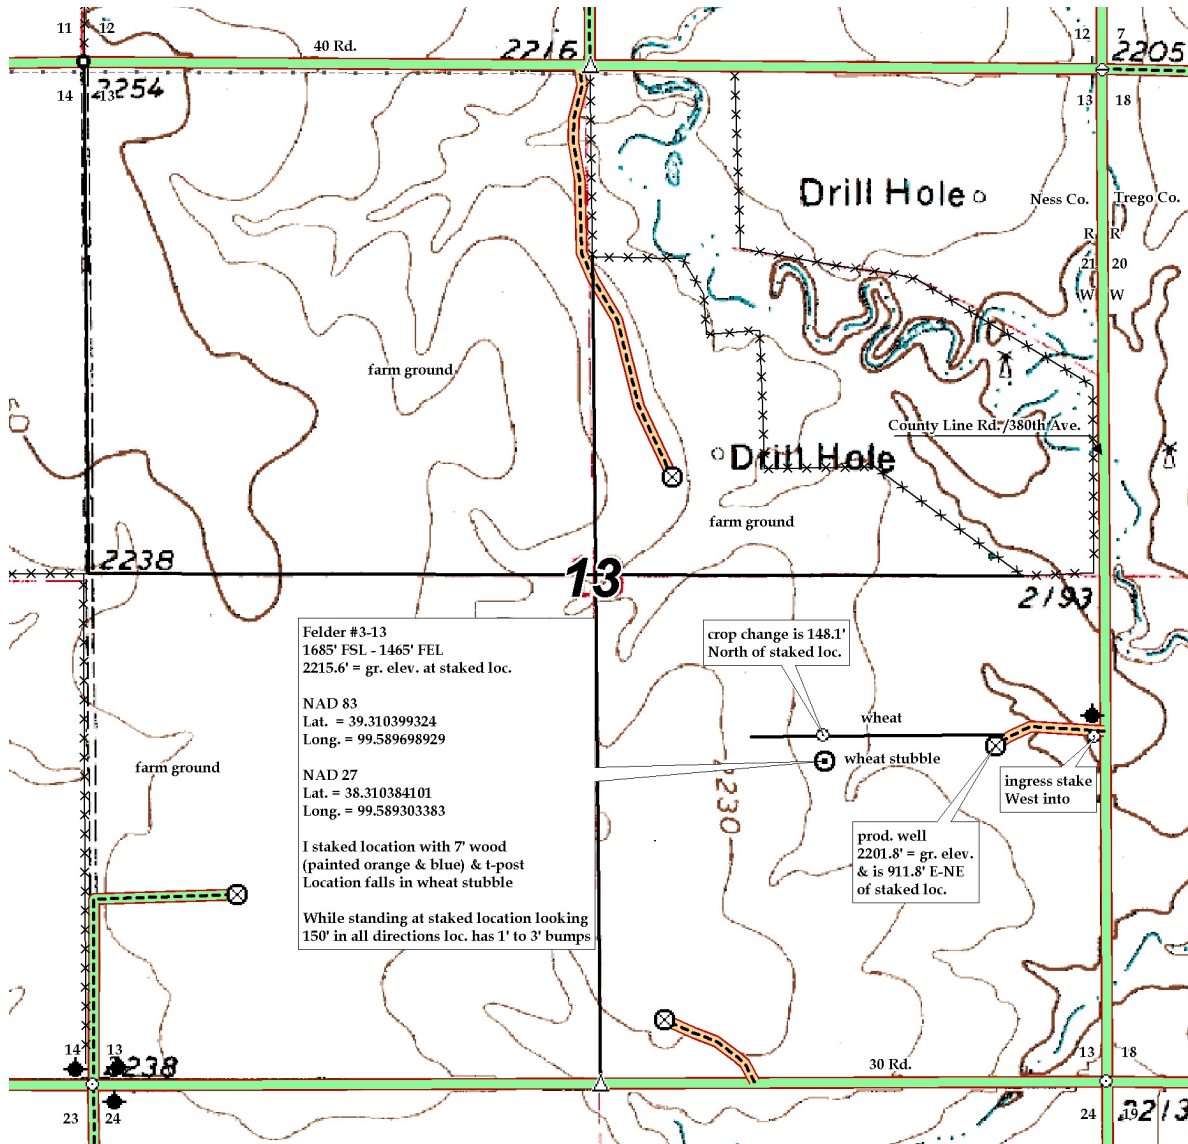 11
12
40 Rd.
2216
12
7
2205
14
13
2254
13
18
Drill Hole
Ness Co.
Trego Co.
R
R
21
20
W
W
farm ground
County Line Rd./380th Ave.
Drill Hole
farm ground
2238
13
2193
Felder #3-13
1685' FSL - 1465' FEL
2215.6' = gr. elev. at staked loc.
NAD 83
Lat. = 39.310399324
Long. = 99.589698929
NAD 27
Lat. = 38.310384101
Long. = 99.589303383
I staked location with 7' wood
(painted orange & blue) & t-post
Location falls in wheat stubble
While standing at staked location looking
150' in all directions loc. has 1' to 3' bumps
crop change is 148.1'
North of staked loc.
wheat
wheat stubble
farm ground
ingress stake
West into
2230
prod. well
2201.8' = gr. elev.
& is 911.8' E-NE
of staked loc.
14
13
2238
30 Rd.
13
18
23
24
24
19
2213